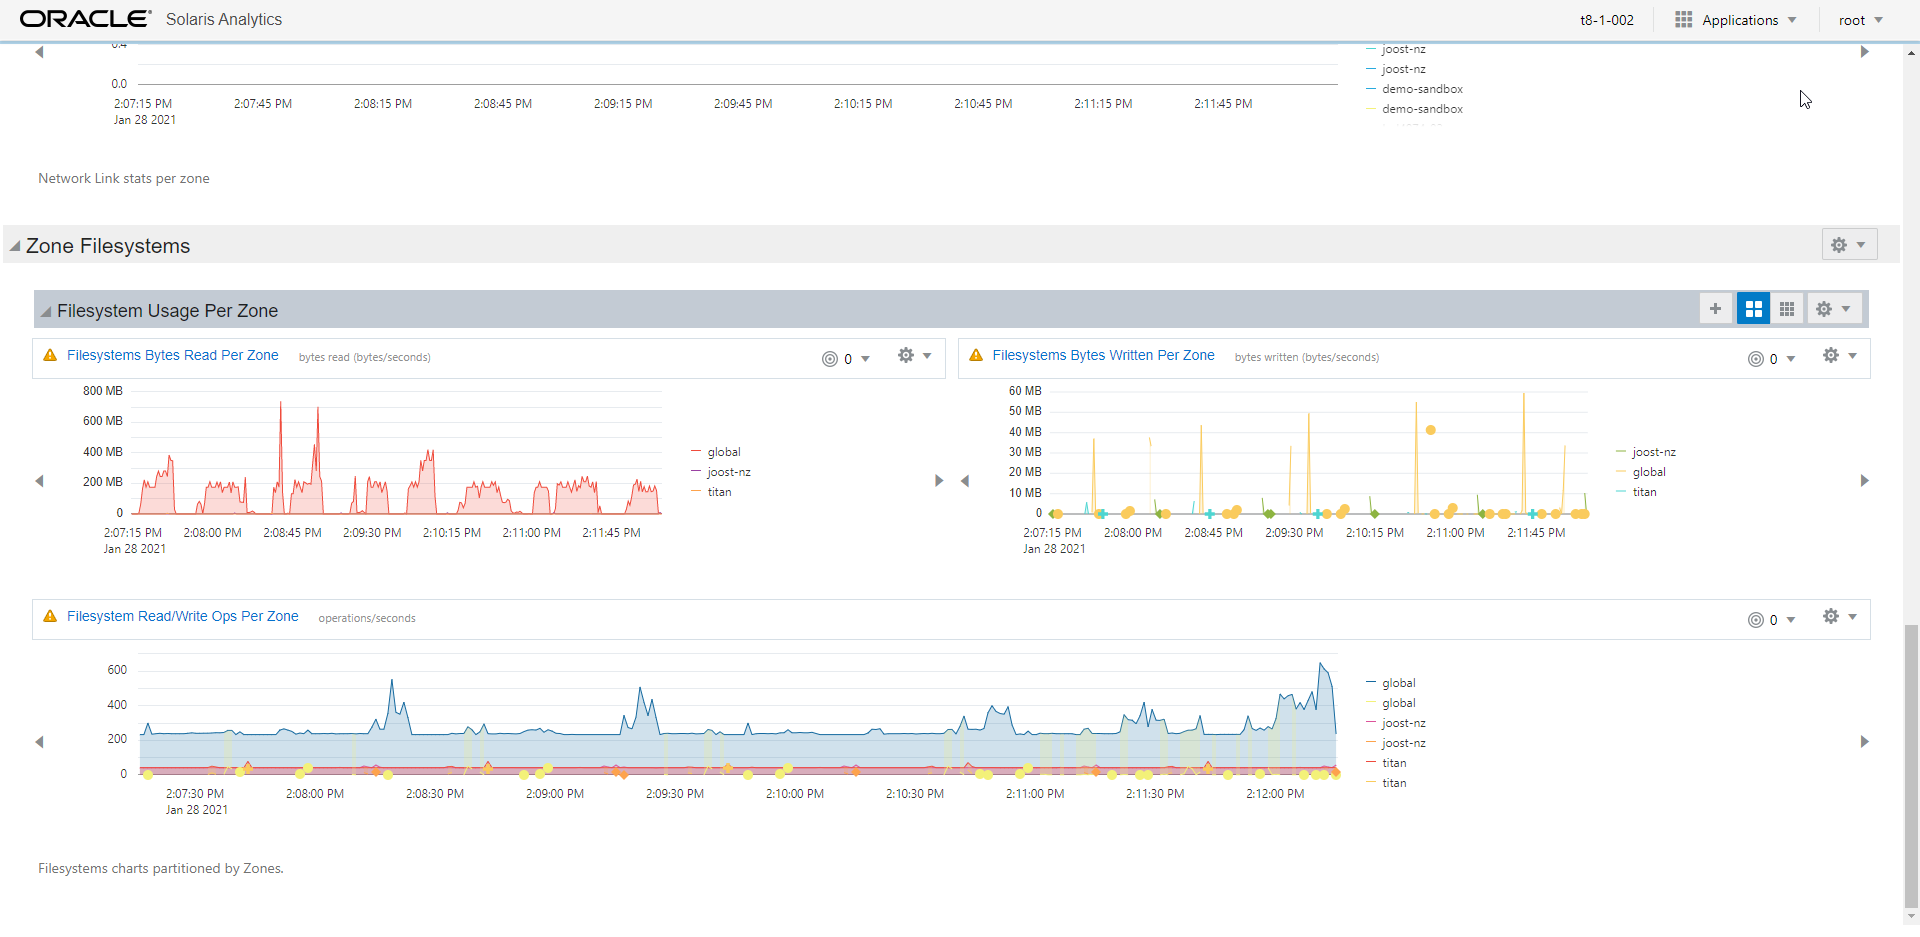 ORACLE® Solaris Analytics
t8-1-002
Applications
root
0.4
0.0
2:07:15 PM 2:07:45 PM 2:08:15 PM 2:08:45 PM 2:09:15 PM 2:09:45 PM 2:10:15 PM 2:10:45 PM 2:11:15 PM 2:11:45 PM
Jan 28 2021
joost-nz
joost-nz
demo-sandbox
demo-sandbox
Network Link stats per zone
Zone Filesystems
Filesystem Usage Per Zone
Filesystems Bytes Read Per Zone bytes read (bytes/seconds) 0
800 MB
600 MB
400 MB
200 MB
0
2:07:15 PM 2:08:00 PM 2:08:45 PM 2:09:30 PM 2:10:15 PM 2:11:00 PM 2:11:45 PM
Jan 28 2021
global
joost-nz
titan
Filesystems Bytes Written Per Zone bytes written (bytes/seconds) 0
60 MB
50 MB
40 MB
30 MB
20 MB
10 MB
0
2:07:15 PM 2:08:00 PM 2:08:45 PM 2:09:30 PM 2:10:15 PM 2:11:00 PM 2:11:45 PM
Jan 28 2021
joost-nz
global
titan
Filesystem Read/Write Ops Per Zone operations/seconds 0
600
400
200
0
2:07:30 PM 2:08:00 PM 2:08:30 PM 2:09:00 PM 2:09:30 PM 2:10:00 PM 2:10:30 PM 2:11:00 PM 2:11:30 PM 2:12:00 PM
Jan 28 2021
global
global
joost-nz
joost-nz
titan
titan
Filesystems charts partitioned by Zones.